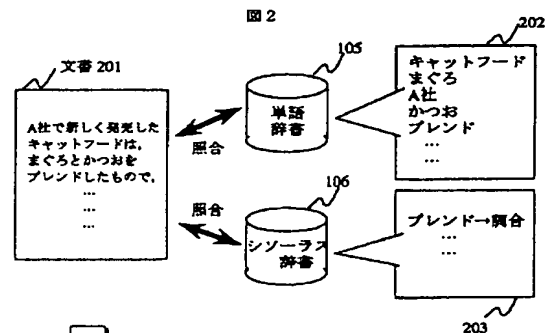 図2
文書201
A社で新しく発売した
キャットフードは,
まぐろとかつおを
ブレンドしたもので,
…
…
…
照合
照合
105
単語
辞書
106
シソーラス
辞書
202
キャットフード
まぐろ
A社
かつお
ブレンド
…
…
ブレンド→調合
…
…
203